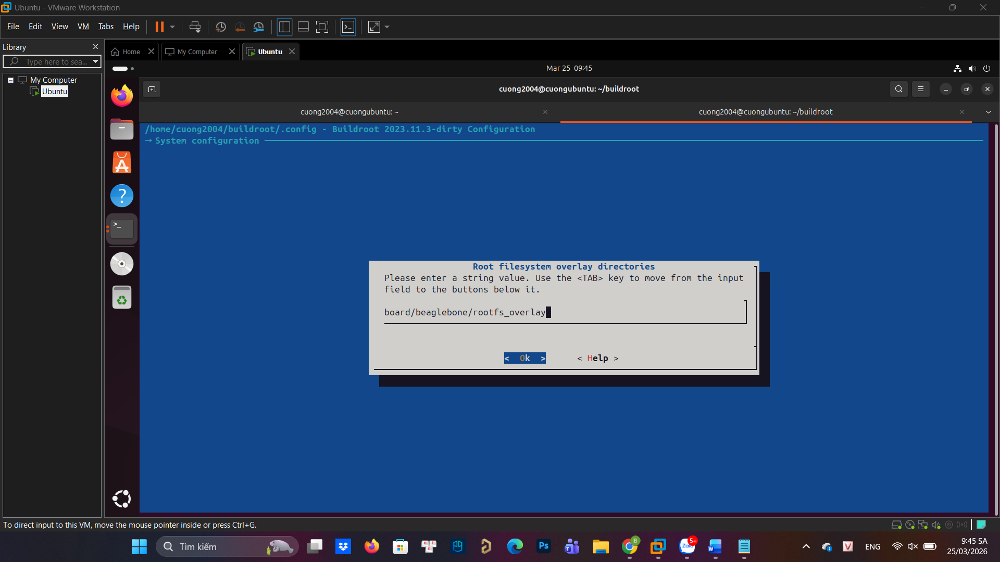 Ubuntu - VMware Workstation
File Edit View VM Tabs Help
Library
Home
My Computer
Ubuntu
Type here to sea...
My Computer
Ubuntu
Mar 25 09:45
cuong2004@cuongubuntu: ~/buildroot
cuong2004@cuongubuntu: ~
cuong2004@cuongubuntu: ~/buildroot
/home/cuong2004/buildroot/.config - Buildroot 2023.11.3-dirty Configuration
→ System configuration
Root filesystem overlay directories
Please enter a string value. Use the <TAB> key to move from the input
field to the buttons below it.
board/beaglebone/rootfs_overlay
< Ok > < Help >
To direct input to this VM, move the mouse pointer inside or press Ctrl+G.
Tìm kiếm
Ps
Zalo
5+
B
ENG
9:45 SA
25/03/2026